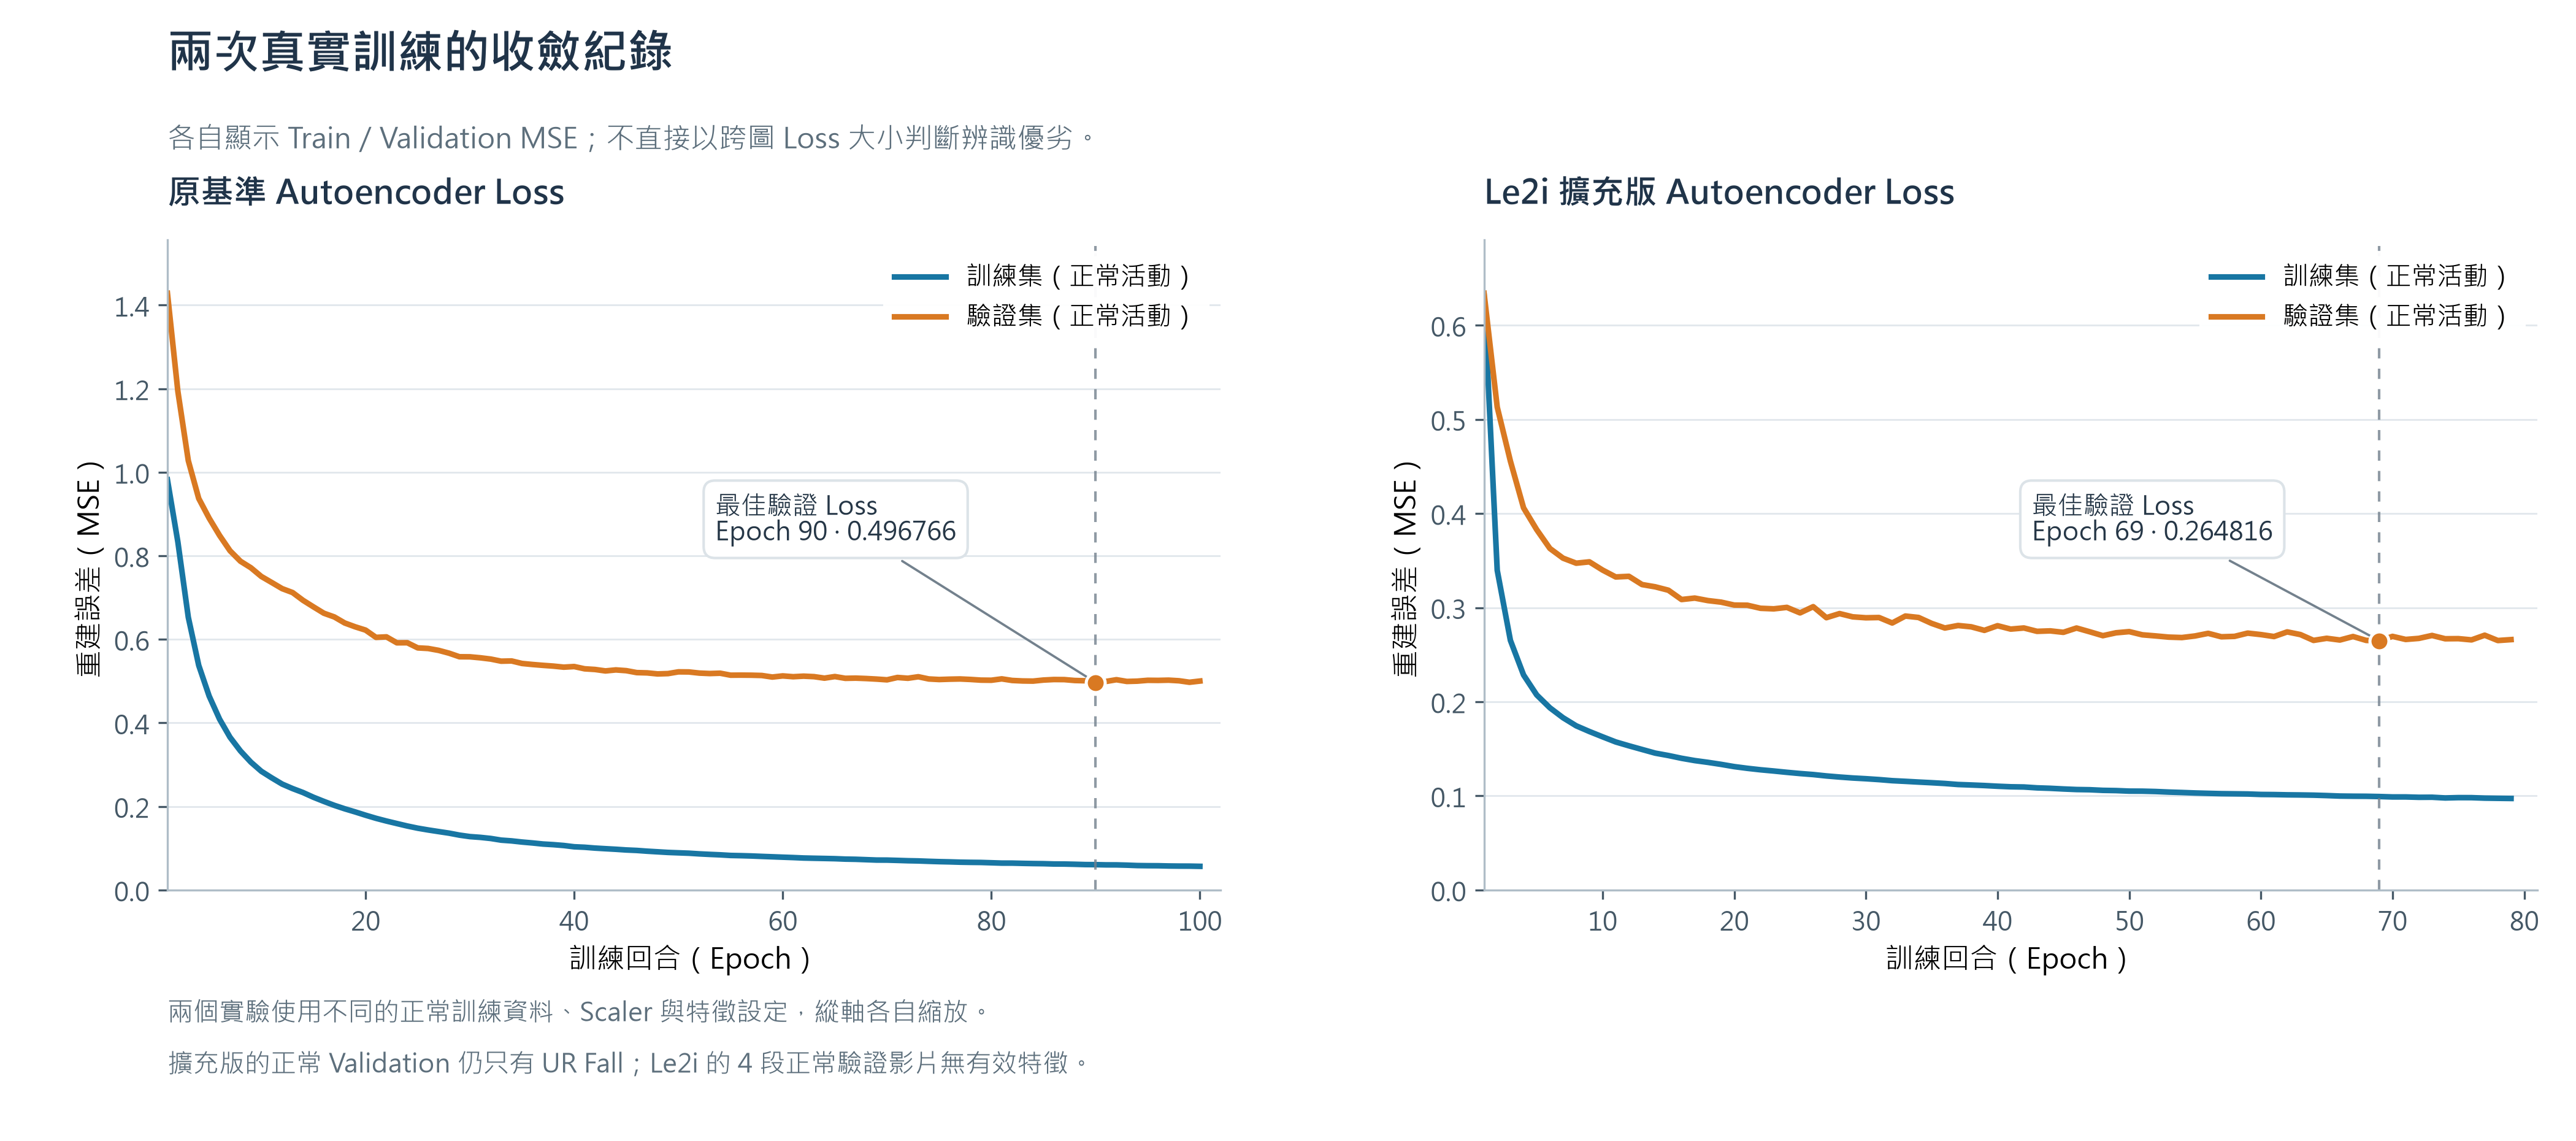 兩次真實訓練的收斂紀錄
各自顯示 Train / Validation MSE；不直接以跨圖 Loss 大小判斷辨識優劣。
原基準 Autoencoder Loss
訓練集（正常活動）
驗證集（正常活動）
1.4
1.2
1.0
0.8
0.6
0.4
0.2
0.0
重建誤差（MSE）
最佳驗證 Loss
Epoch 90 · 0.496766
20 40 60 80 100
訓練回合（Epoch）
Le2i 擴充版 Autoencoder Loss
訓練集（正常活動）
驗證集（正常活動）
0.6
0.5
0.4
0.3
0.2
0.1
0.0
重建誤差（MSE）
最佳驗證 Loss
Epoch 69 · 0.264816
10 20 30 40 50 60 70 80
訓練回合（Epoch）
兩個實驗使用不同的正常訓練資料、Scaler 與特徵設定，縱軸各自縮放。
擴充版的正常 Validation 仍只有 UR Fall；Le2i 的 4 段正常驗證影片無有效特徵。